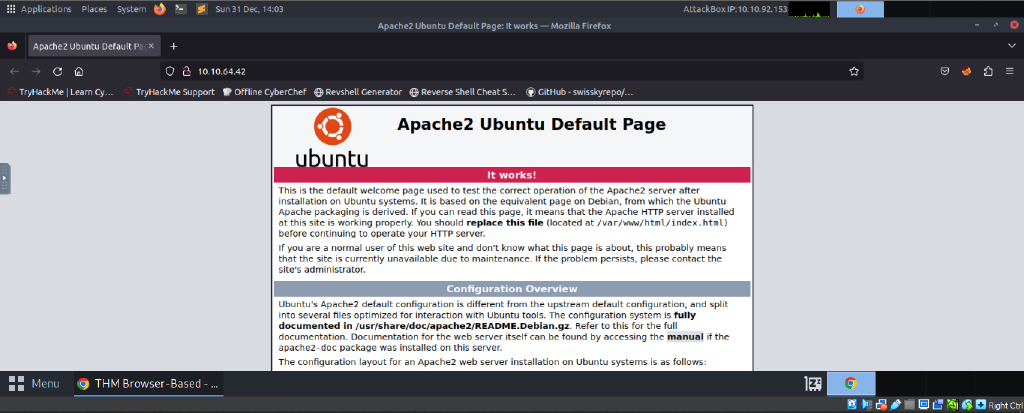 Applications Places System Sun 31 Dec, 14:03 AttackBox IP:10.10.92.153
Apache2 Ubuntu Default Page: It works — Mozilla Firefox
Apache2 Ubuntu Default Pa
10.10.64.42
TryHackMe | Learn Cy... TryHackMe Support Offline CyberChef Revshell Generator Reverse Shell Cheat S... GitHub - swisskyrepo/...
Apache2 Ubuntu Default Page
ubuntu
It works!
This is the default welcome page used to test the correct operation of the Apache2 server after
installation on Ubuntu systems. It is based on the equivalent page on Debian, from which the Ubuntu
Apache packaging is derived. If you can read this page, it means that the Apache HTTP server installed
at this site is working properly. You should replace this file (located at /var/www/html/index.html)
before continuing to operate your HTTP server.
If you are a normal user of this web site and don't know what this page is about, this probably means
that the site is currently unavailable due to maintenance. If the problem persists, please contact the
site's administrator.
Configuration Overview
Ubuntu's Apache2 default configuration is different from the upstream default configuration, and split
into several files optimized for interaction with Ubuntu tools. The configuration system is fully
documented in /usr/share/doc/apache2/README.Debian.gz. Refer to this for the full
documentation. Documentation for the web server itself can be found by accessing the manual if the
apache2-doc package was installed on this server.
The configuration layout for an Apache2 web server installation on Ubuntu systems is as follows:
Menu THM Browser-Based - ...
Right Ctrl